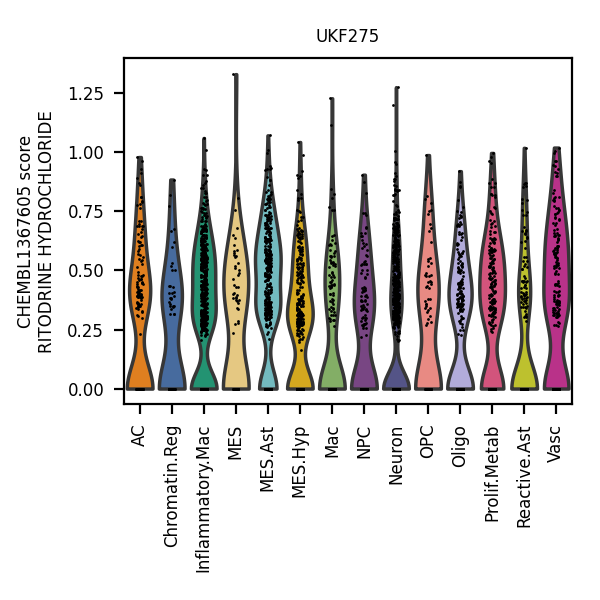 UKF275
CHEMBL1367605 score
RITODRINE HYDROCHLORIDE
1.25
1.00
0.75
0.50
0.25
0.00
AC
Chromatin.Reg
Inflammatory.Mac
MES
MES.Ast
MES.Hyp
Mac
NPC
Neuron
OPC
Oligo
Prolif.Metab
Reactive.Ast
Vasc